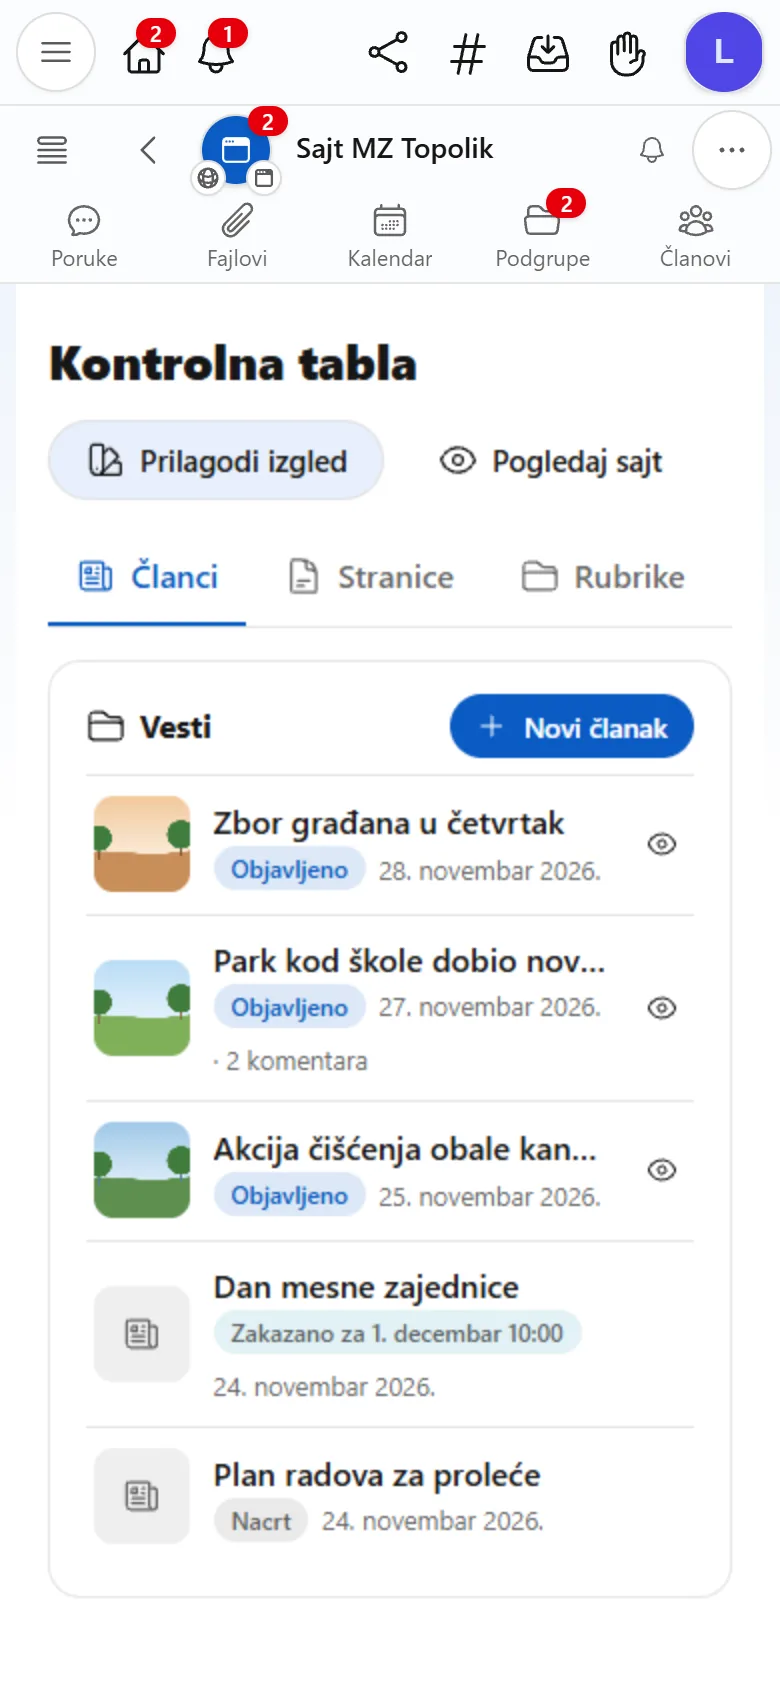 2
1
L
2
Sajt MZ Topolik
2
Poruke
Fajlovi
Kalendar
Podgrupe
Članovi
Kontrolna tabla
Prilagodi izgled
Pogledaj sajt
Članci
Stranice
Rubrike
Vesti
+ Novi članak
Zbor građana u četvrtak
Objavljeno 28. novembar 2026.
Park kod škole dobio nov...
Objavljeno 27. novembar 2026.
· 2 komentara
Akcija čišćenja obale kan...
Objavljeno 25. novembar 2026.
Dan mesne zajednice
Zakazano za 1. decembar 10:00
24. novembar 2026.
Plan radova za proleće
Nacrt 24. novembar 2026.